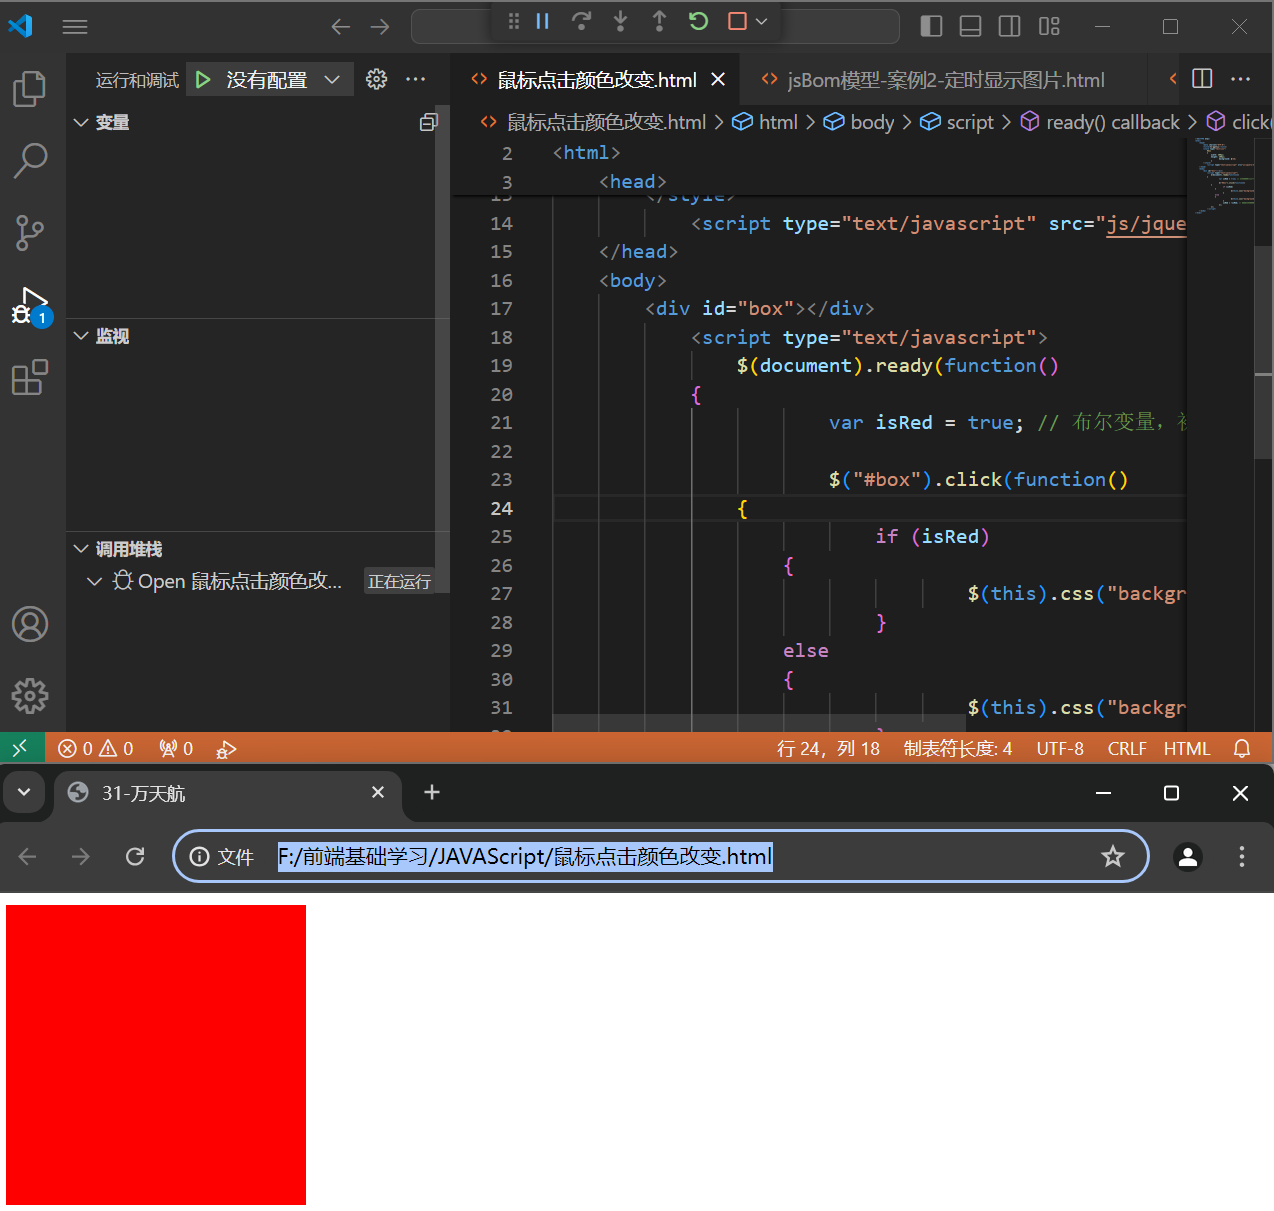 运行和调试 没有配置
鼠标点击颜色改变.html
jsBom模型-案例2-定时显示图片.html
变量
鼠标点击颜色改变.html > html > body > script > ready() callback > click(
2 <html>
3 <head>
</style>
14 <script type="text/javascript" src="js/jque
15 </head>
16 <body>
17 <div id="box"></div>
18 <script type="text/javascript">
19 $(document).ready(function()
20 {
21 var isRed = true; // 布尔变量，
22
23 $("#box").click(function()
24 {
25 if (isRed)
26 {
27 $(this).css("backgr
28 }
29 else
30 {
31 $(this).css("backgr
监视
调用堆栈
Open 鼠标点击颜色改... 正在运行
1
0 0 0
行 24，列 18 制表符长度: 4 UTF-8 CRLF HTML
31-万天航
文件 F:/前端基础学习/JAVAScript/鼠标点击颜色改变.html